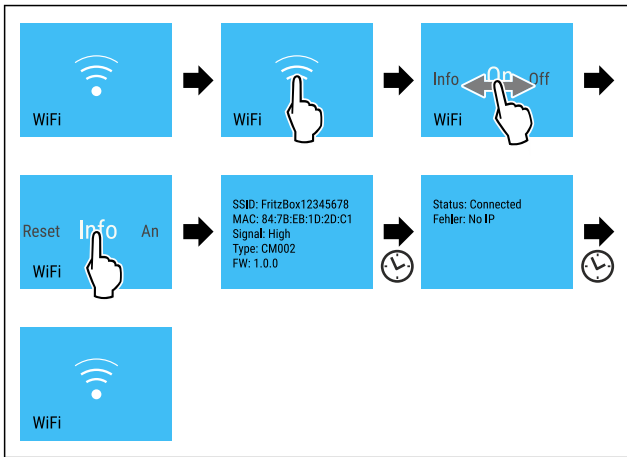 WiFi
WiFi
Info On Off
WiFi
Reset Info An
WiFi
SSID: FritzBox12345678
MAC: 84:7B:EB:1D:2D:C1
Signal: High
Type: CM002
FW: 1.0.0
Status: Connected
Fehler: No IP
WiFi